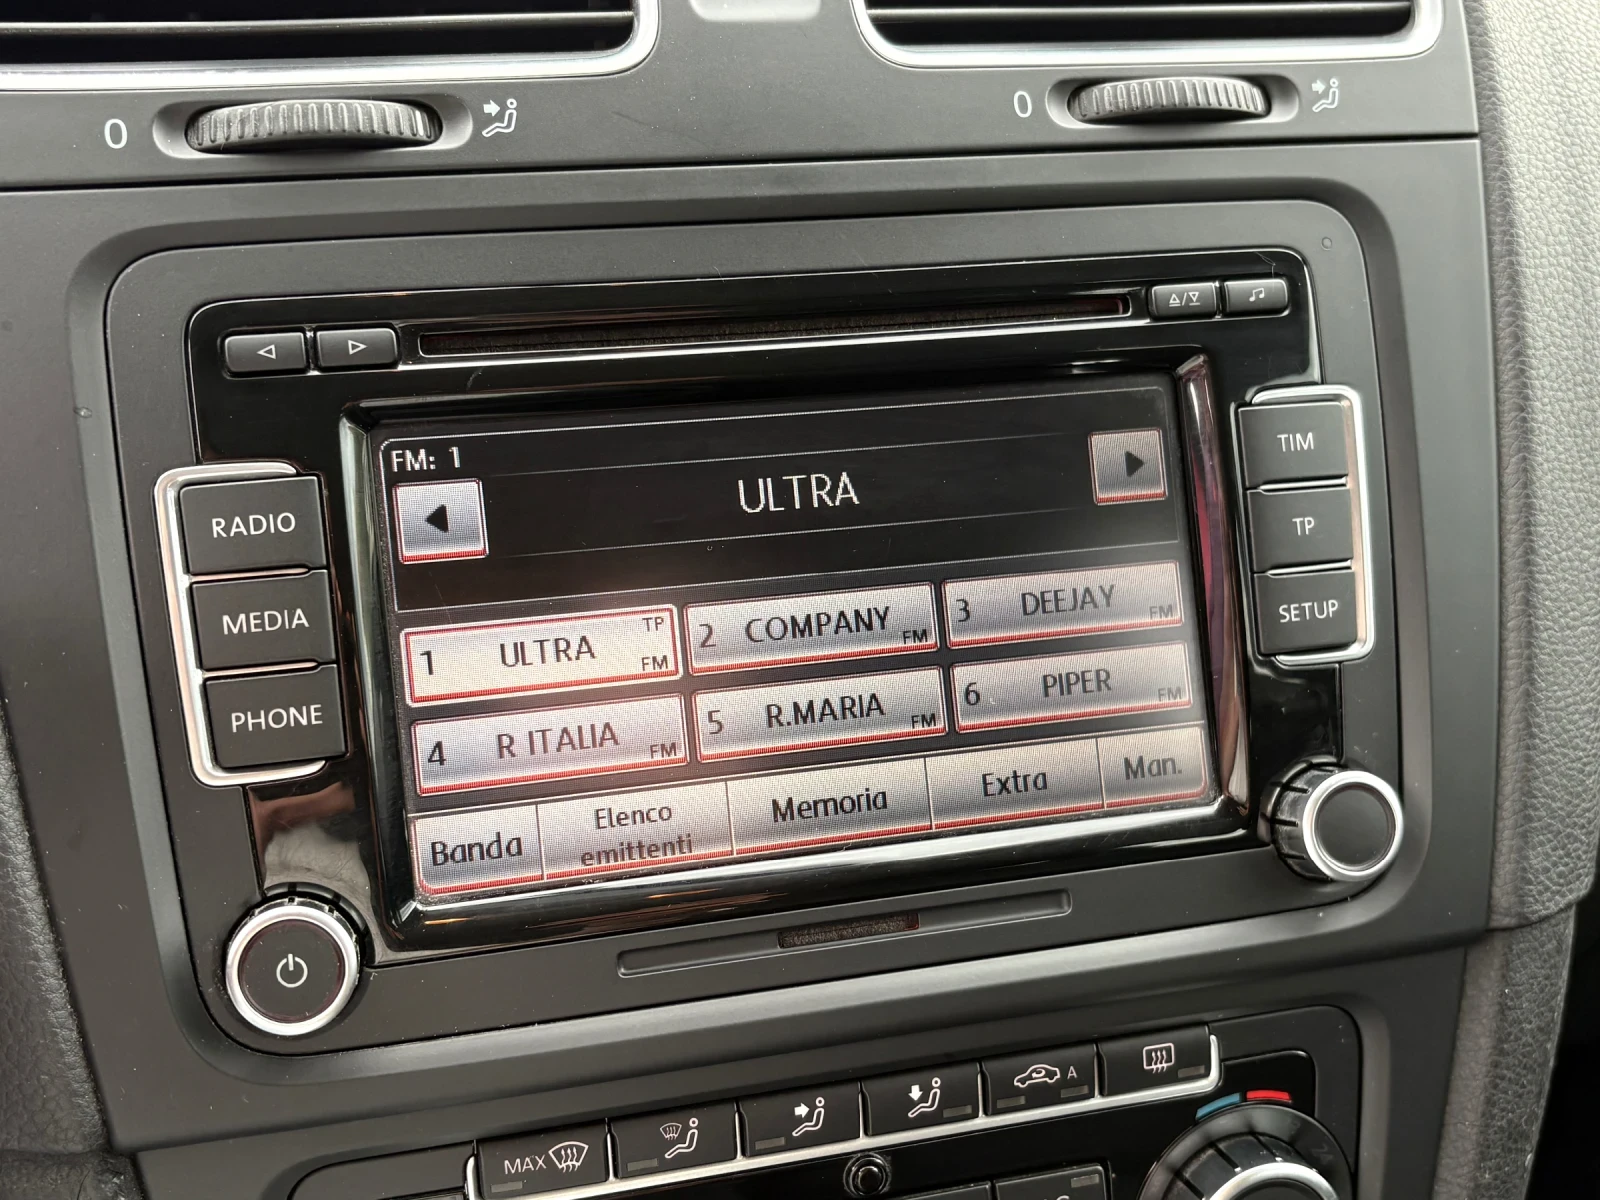 0
0
RADIO
MEDIA
PHONE
TIM
TP
SETUP
FM: 1
ULTRA
1 ULTRA TP FM
2 COMPANY FM
3 DEEJAY FM
4 R ITALIA FM
5 R.MARIA FM
6 PIPER FM
Banda
Elenco
emittenti
Memoria
Extra
Man.
MAX
A